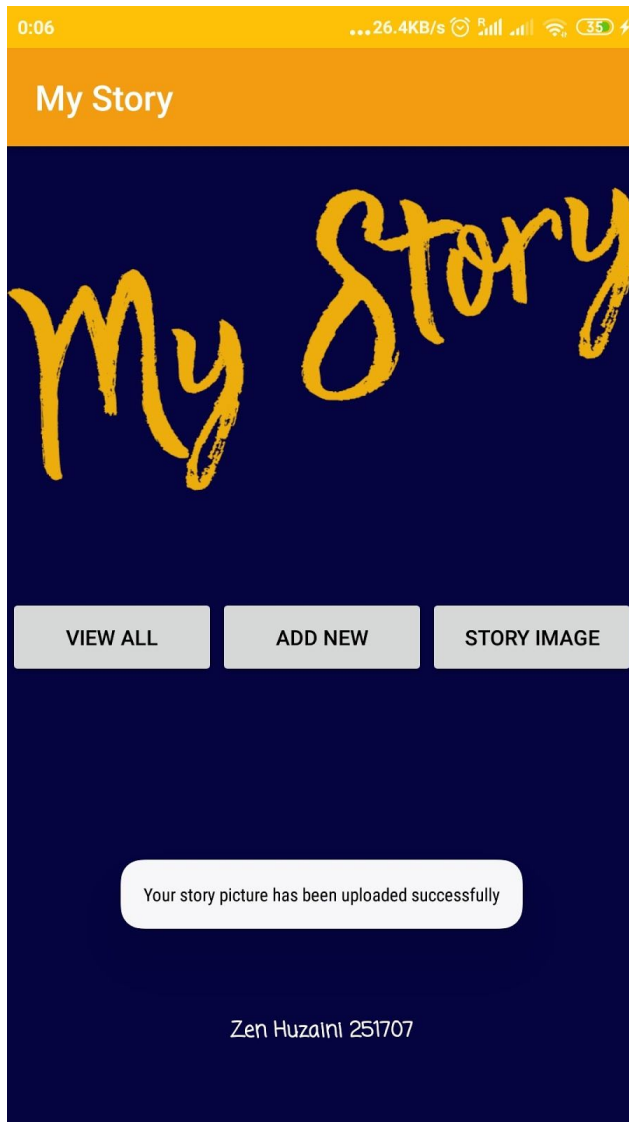 0:06 ...26.4KB/s R 35
My Story
My Story
VIEW ALL ADD NEW STORY IMAGE
Your story picture has been uploaded successfully
Zen Huzaini 251707